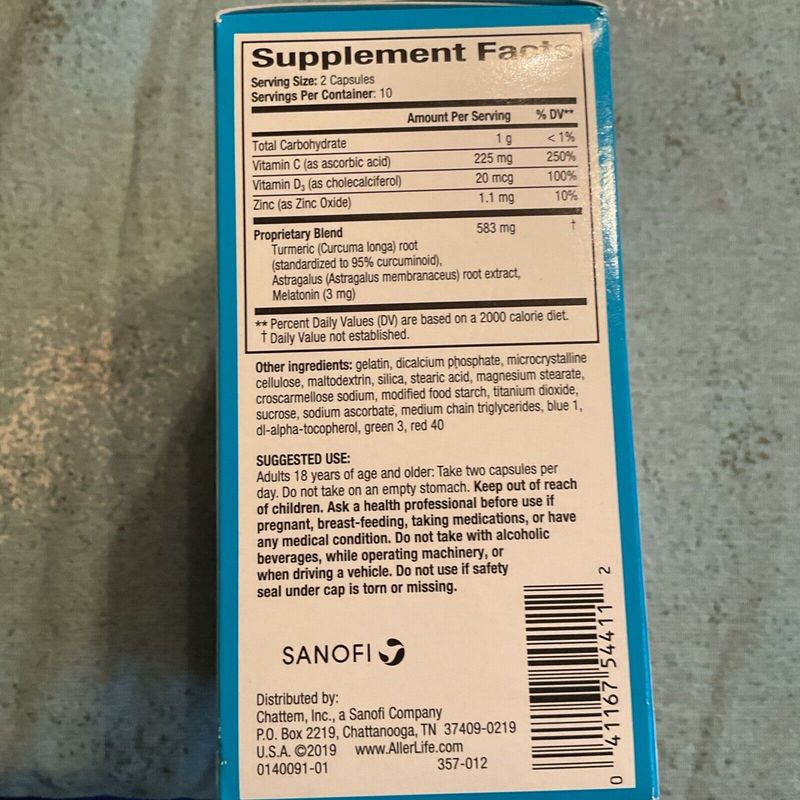 Supplement Facts
Serving Size: 2 Capsules
Servings Per Container: 10
Amount Per Serving % DV**
Total Carbohydrate 1 g < 1%
Vitamin C (as ascorbic acid) 225 mg 250%
Vitamin D₃ (as cholecalciferol) 20 mcg 100%
Zinc (as Zinc Oxide) 1.1 mg 10%
Proprietary Blend 583 mg †
Turmeric (Curcuma longa) root
(standardized to 95% curcuminoid),
Astragalus (Astragalus membranaceus) root extract,
Melatonin (3 mg)
** Percent Daily Values (DV) are based on a 2000 calorie diet.
† Daily Value not established.
Other ingredients: gelatin, dicalcium phosphate, microcrystalline
cellulose, maltodextrin, silica, stearic acid, magnesium stearate,
croscarmellose sodium, modified food starch, titanium dioxide,
sucrose, sodium ascorbate, medium chain triglycerides, blue 1,
dl-alpha-tocopherol, green 3, red 40
SUGGESTED USE:
Adults 18 years of age and older: Take two capsules per
day. Do not take on an empty stomach. Keep out of reach
of children. Ask a health professional before use if
pregnant, breast-feeding, taking medications, or have
any medical condition. Do not take with alcoholic
beverages, while operating machinery, or
when driving a vehicle. Do not use if safety
seal under cap is torn or missing.
SANOFI
Distributed by:
Chattem, Inc., a Sanofi Company
P.O. Box 2219, Chattanooga, TN 37409-0219
U.S.A. ©2019 www.AllerLife.com
0140091-01 357-012
0 41167 54411 2